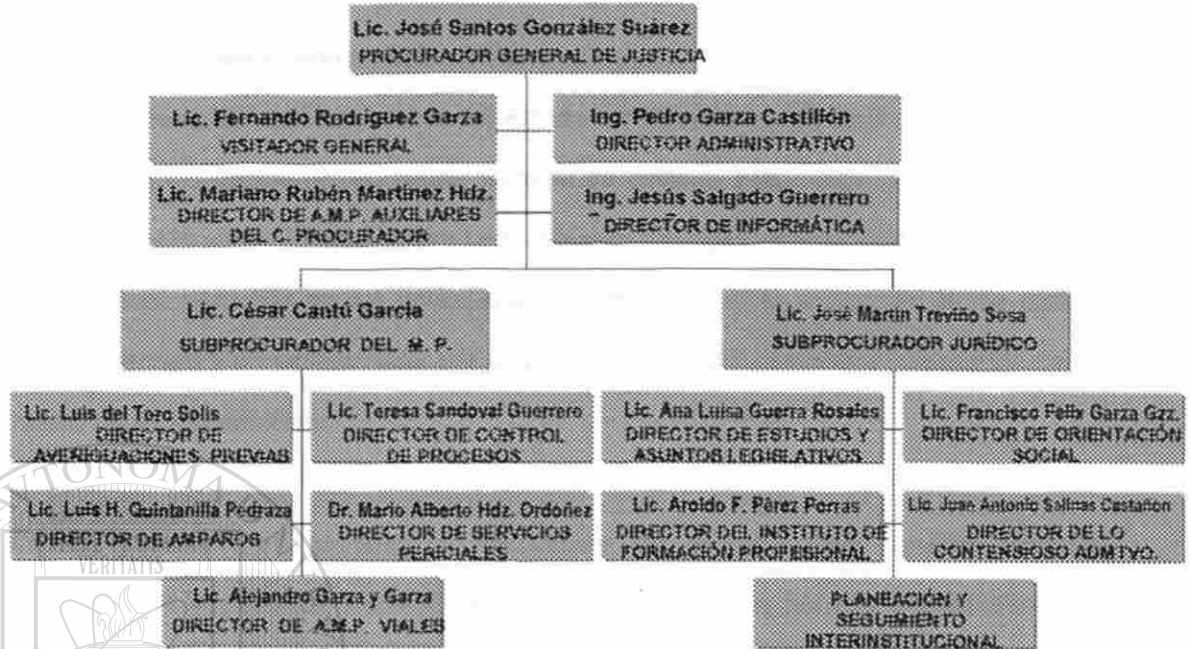 Lic. José Santos González Suárez
PROCURADOR GENERAL DE JUSTICIA
Lic. Fernando Rodríguez Garza
VISITADOR GENERAL
Ing. Pedro Garza Castillón
DIRECTOR ADMINISTRATIVO
Lic. Mariano Rubén Martínez Hdz.
DIRECTOR DE A.M.P. AUXILIARES
DEL C. PROCURADOR
Ing. Jesús Salgado Guerrero
DIRECTOR DE INFORMÁTICA
Lic. César Cantú García
SUBPROCURADOR DEL M. P.
Lic. José Martín Treviño Sosa
SUBPROCURADOR JURÍDICO
Lic. Luis del Toro Solis
DIRECTOR DE
AVERIGUACIONES PREVIAS
Lic. Teresa Sandoval Guerrero
DIRECTOR DE CONTROL
DE PROCESOS
Lic. Ana Luisa Guerra Rosales
DIRECTOR DE ESTUDIOS Y
ASUNTOS LEGISLATIVOS
Lic. Francisco Félix Garza Gzz.
DIRECTOR DE ORIENTACIÓN
SOCIAL
Lic. Luis H. Quintanilla Pedraza
DIRECTOR DE AMPAROS
Dr. Mario Alberto Hdz. Ordóñez
DIRECTOR DE SERVICIOS
PERICIALES
Lic. Aroldo F. Pérez Porras
DIRECTOR DEL INSTITUTO DE
FORMACIÓN PROFESIONAL
Lic. Juan Antonio Salinas Castañon
DIRECTOR DE LO
CONTENSIOSO ADMTVO.
Lic. Alejandro Garza y Garza
DIRECTOR DE A.M.P. VIALES
PLANEACIÓN Y
SEGUIMIENTO
INTERINSTITUCIONAL
VERITATIS